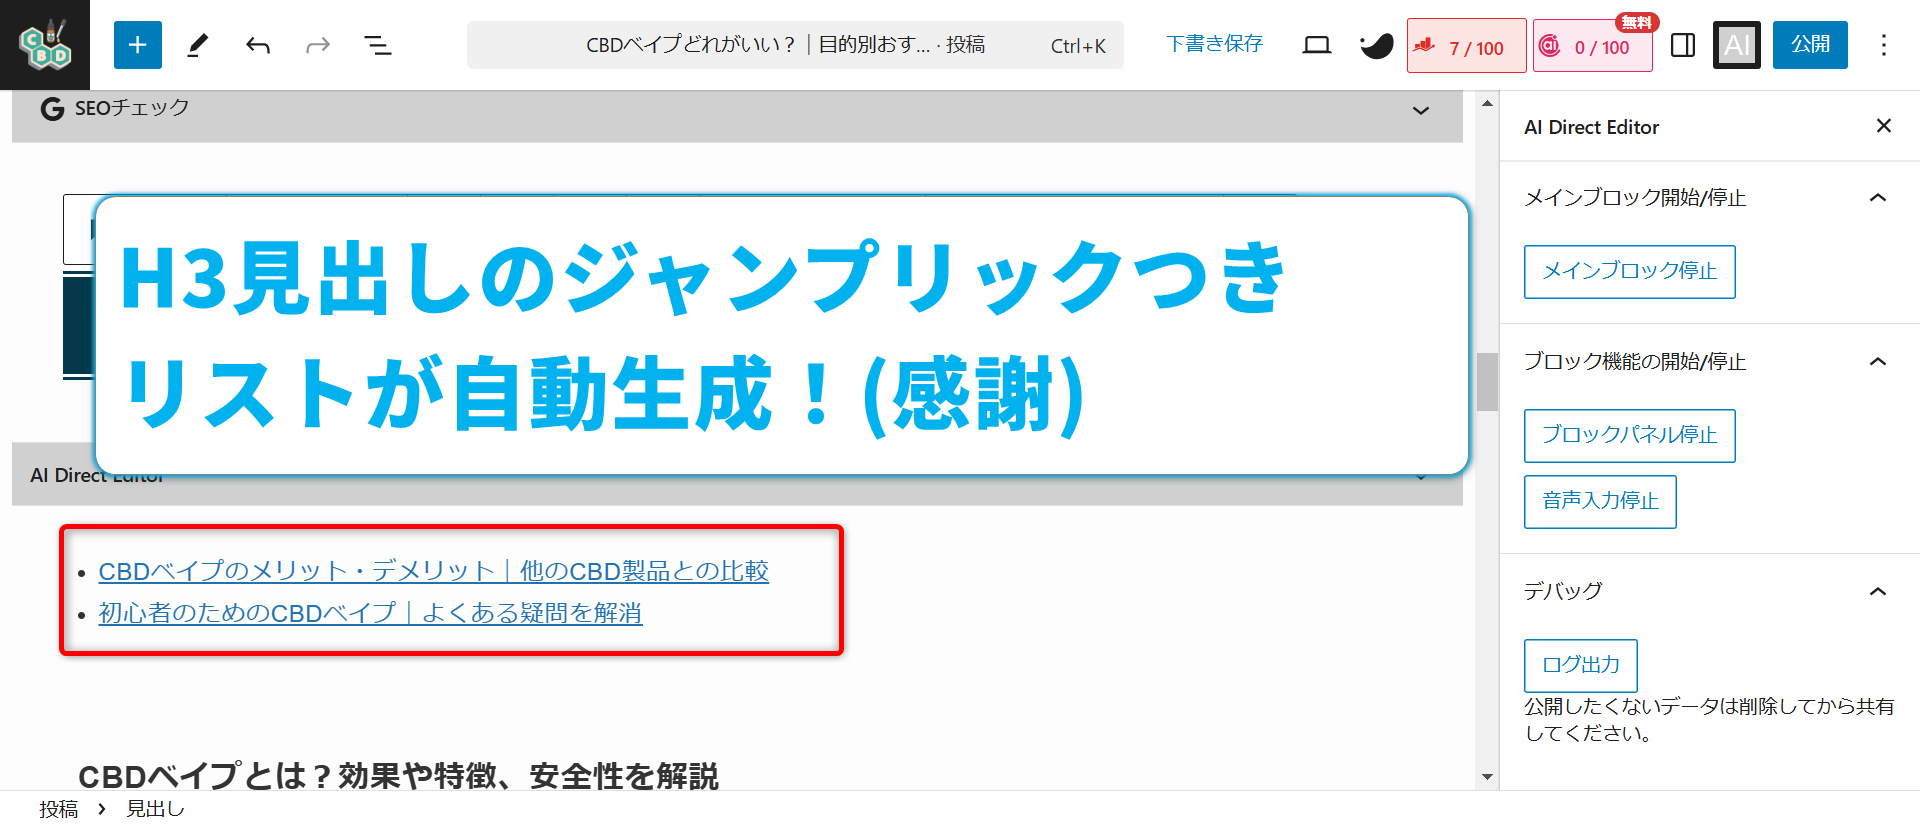 CBD
CBDベイプどれがいい？｜目的別おす... · 投稿
Ctrl+K
下書き保存
7 / 100
無料
0 / 100
AI
公開
SEOチェック
H3見出しのジャンプリックつき
リストが自動生成！(感謝)
AI Direct Editor
CBDベイプのメリット・デメリット｜他のCBD製品との比較
初心者のためのCBDベイプ｜よくある疑問を解消
CBDベイプとは？効果や特徴、安全性を解説
投稿 › 見出し
AI Direct Editor
メインブロック開始/停止
メインブロック停止
ブロック機能の開始/停止
ブロックパネル停止
音声入力停止
デバッグ
ログ出力
公開したくないデータは削除してから共有
してください。